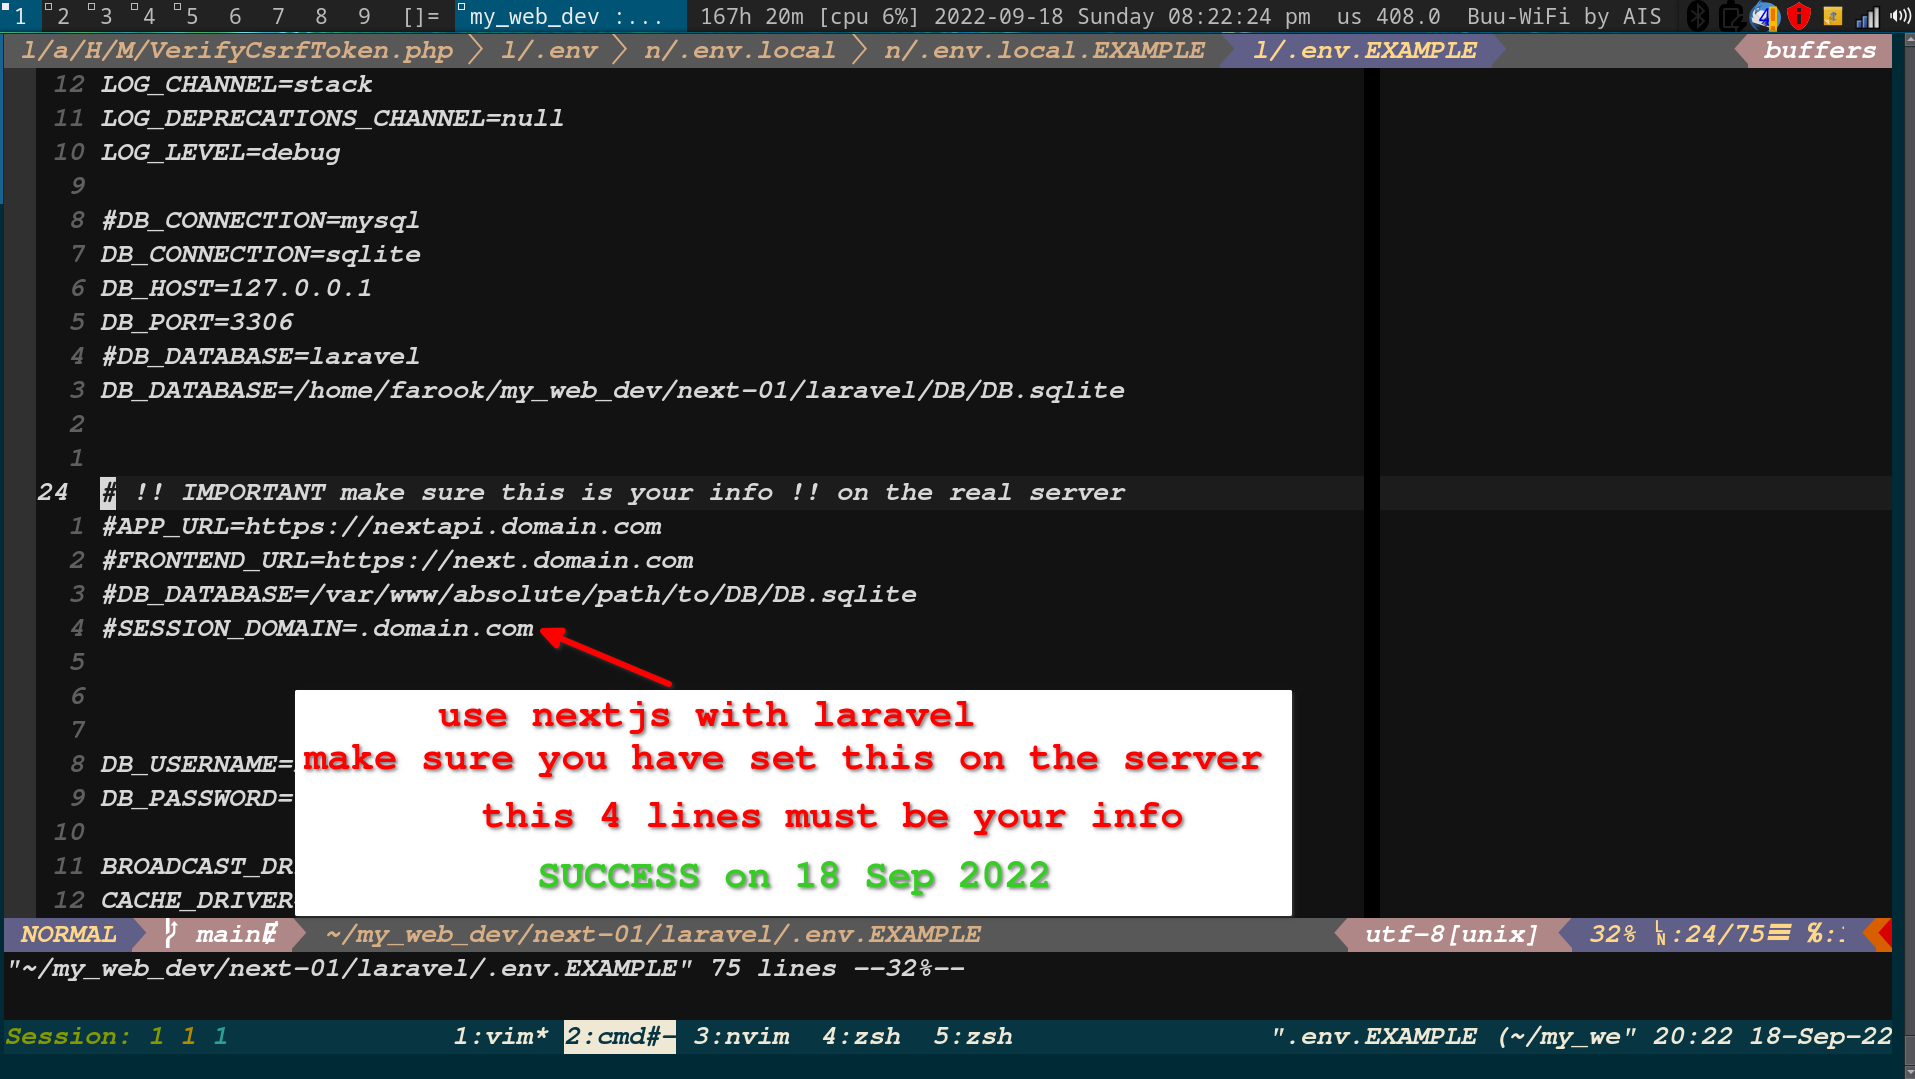 1 2 3 4 5 6 7 8 9 []= my_web_dev :... 167h 20m [cpu 6%] 2022-09-18 Sunday 08:22:24 pm us 408.0 Buu-WiFi by AIS
l/a/H/M/VerifyCsrfToken.php l/.env n/.env.local n/.env.local.EXAMPLE l/.env.EXAMPLE buffers
12 LOG_CHANNEL=stack
11 LOG_DEPRECATIONS_CHANNEL=null
10 LOG_LEVEL=debug
9
8 #DB_CONNECTION=mysql
7 DB_CONNECTION=sqlite
6 DB_HOST=127.0.0.1
5 DB_PORT=3306
4 #DB_DATABASE=laravel
3 DB_DATABASE=/home/farook/my_web_dev/next-01/laravel/DB/DB.sqlite
2
1
24 # !! IMPORTANT make sure this is your info !! on the real server
1 #APP_URL=https://nextapi.domain.com
2 #FRONTEND_URL=https://next.domain.com
3 #DB_DATABASE=/var/www/absolute/path/to/DB/DB.sqlite
4 #SESSION_DOMAIN=.domain.com
5
6
7
8 DB_USERNAME=
9 DB_PASSWORD=
10
11 BROADCAST_DR
12 CACHE_DRIVER
use nextjs with laravel
make sure you have set this on the server
this 4 lines must be your info
SUCCESS on 18 Sep 2022
NORMAL main ~/my_web_dev/next-01/laravel/.env.EXAMPLE utf-8[unix] 32% :24/75
"~/my_web_dev/next-01/laravel/.env.EXAMPLE" 75 lines --32%--
Session: 1 1 1 1:vim* 2:cmd#- 3:nvim 4:zsh 5:zsh ".env.EXAMPLE (~/my_we" 20:22 18-Sep-22